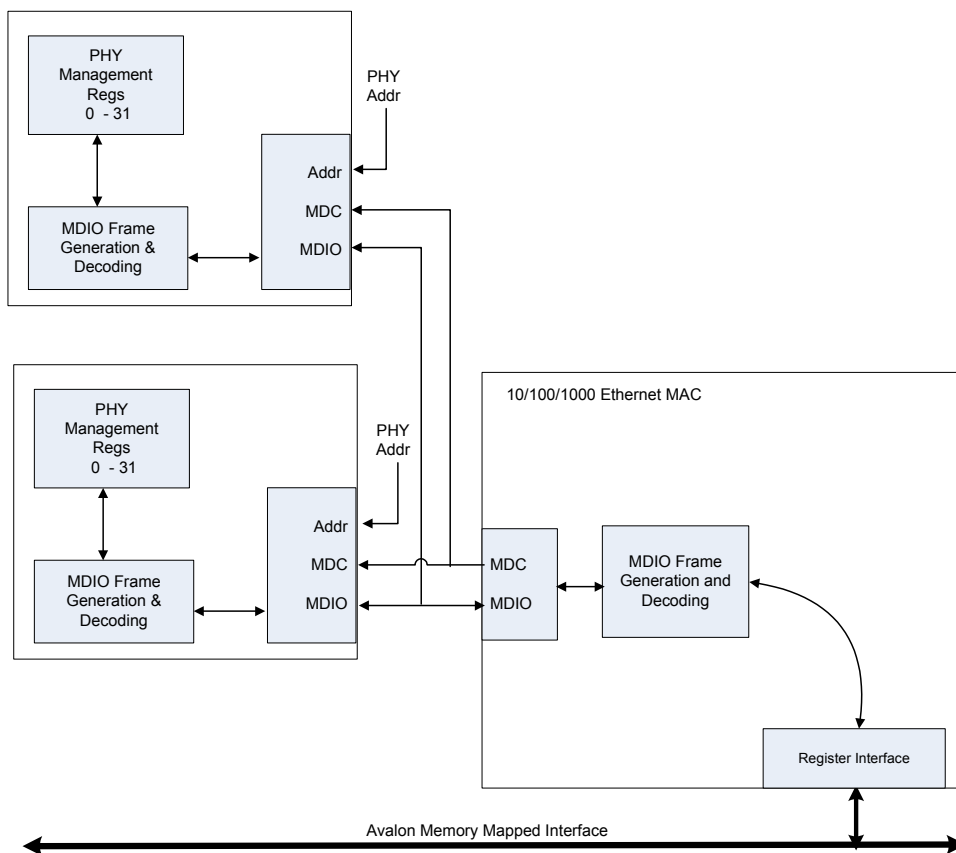 PHY
Management
Regs
0 - 31
PHY
Addr
Addr
MDC
MDIO
MDIO Frame
Generation &
Decoding
PHY
Management
Regs
0 - 31
PHY
Addr
Addr
MDC
MDIO
MDIO Frame
Generation &
Decoding
10/100/1000 Ethernet MAC
MDC
MDIO
MDIO Frame
Generation and
Decoding
Register Interface
Avalon Memory Mapped Interface